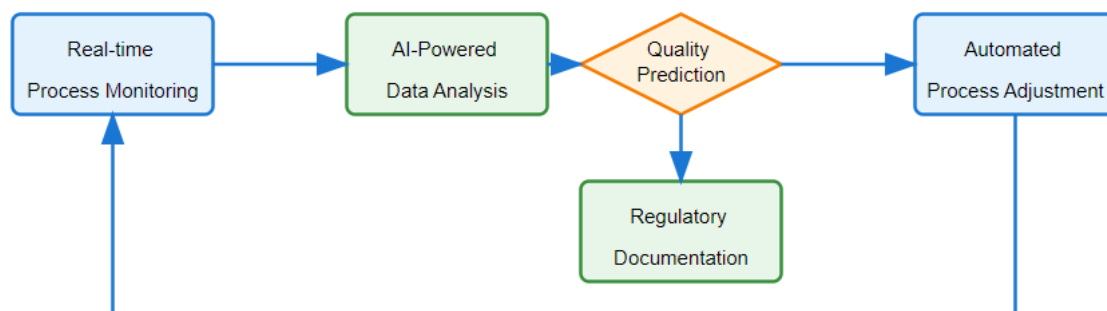 Real-time
Process Monitoring
AI-Powered
Data Analysis
Quality
Prediction
Automated
Process Adjustment
Regulatory
Documentation